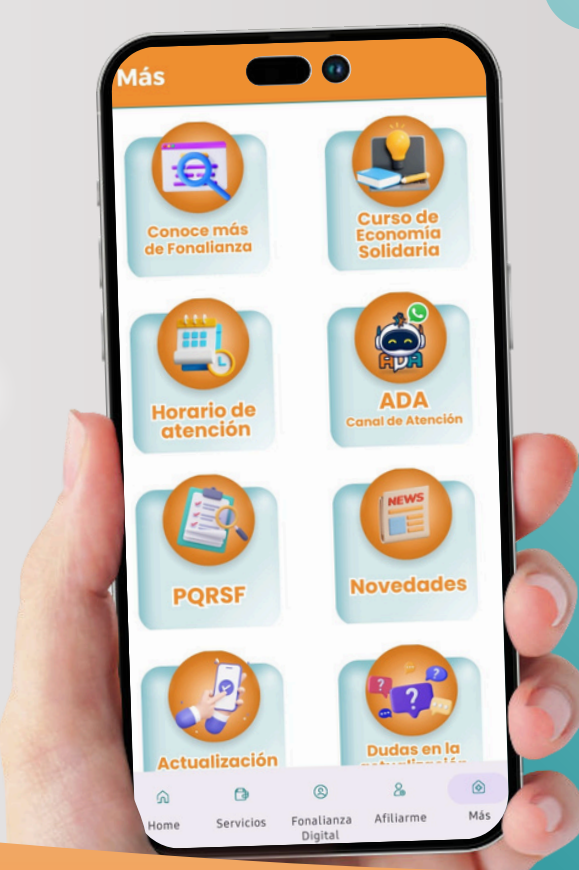 Más
Conoce más
de Fonalianza
Curso de
Economía
Solidaria
Horario de
atención
ADA
ADA
Canal de Atención
PQRSF
NEWS
Novedades
Actualización
Dudas en la
actualización
Home
Servicios
Fonalianza
Digital
Afiliarme
Más